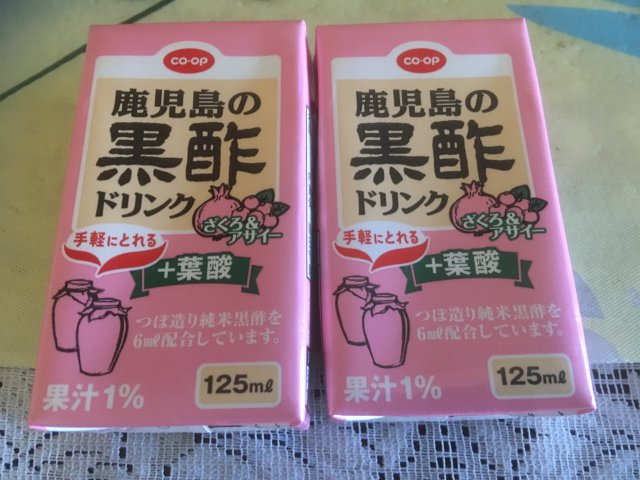 CO・OP
鹿児島の
黒酢
ドリンク
ざくろ&
アサイー
手軽にとれる
+葉酸
つぼ造り純米黒酢を
6㎖配合しています。
果汁1%
125㎖
CO・OP
鹿児島の
黒酢
ドリンク
ざくろ&
アサイー
手軽にとれる
+葉酸
つぼ造り純米黒酢を
6㎖配合しています。
果汁1%
125㎖